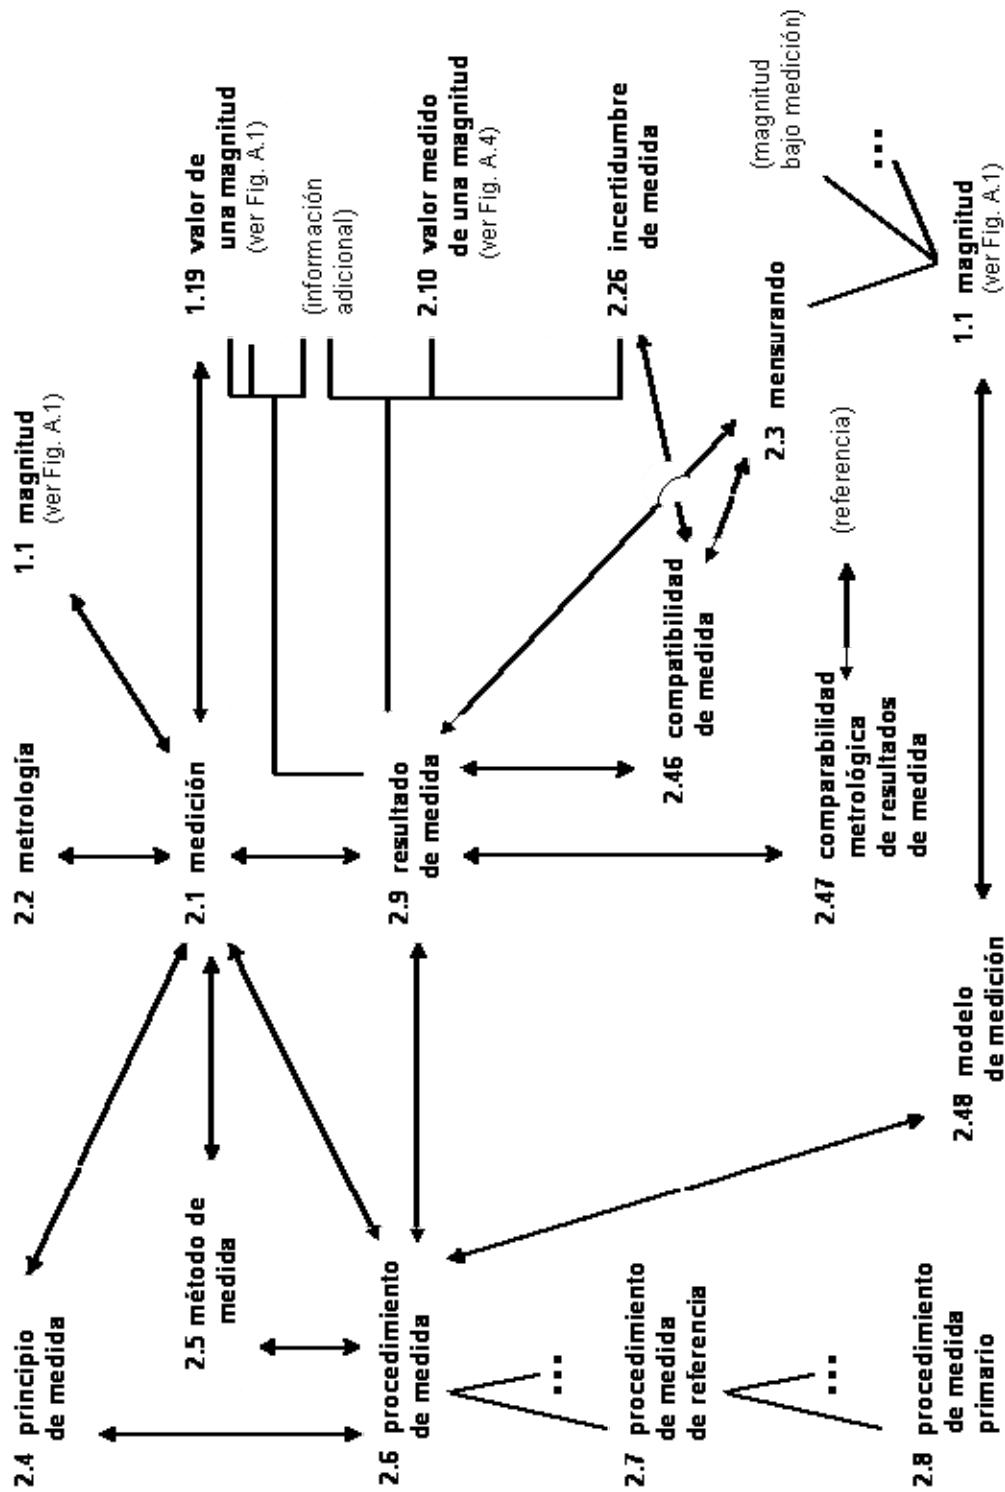 2.4 principio
de medida
2.2 metrología
1.1 magnitud
(ver Fig. A.1)
2.5 método de
medida
2.1 medición
1.19 valor de
una magnitud
(ver Fig. A.1)
(información
adicional)
2.6 procedimiento
de medida
2.9 resultado
de medida
2.10 valor medido
de una magnitud
(ver Fig. A.4)
...
2.7 procedimiento
de medida
de referencia
2.46 compatibilidad
de medida
2.26 incertidumbre
de medida
2.3 mensurando
(magnitud
bajo medición)
...
2.47 comparabilidad
metrológica
de resultados
de medida
(referencia)
...
2.8 procedimiento
de medida
primario
2.48 modelo
de medición
1.1 magnitud
(ver Fig. A.1)